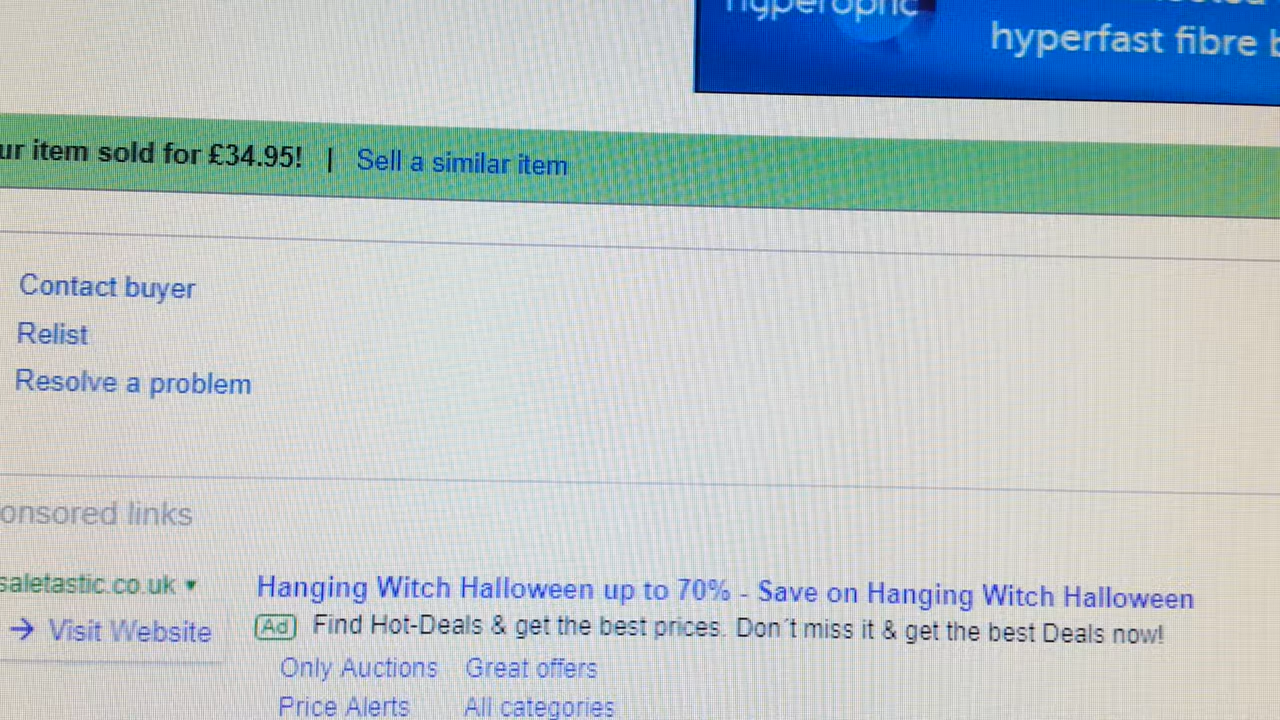 hyperoptic
hyperfast fibre b
ur item sold for £34.95! | Sell a similar item
Contact buyer
Relist
Resolve a problem
onsored links
saletastic.co.uk ▾
→ Visit Website
Hanging Witch Halloween up to 70% - Save on Hanging Witch Halloween
Ad Find Hot-Deals & get the best prices. Don´t miss it & get the best Deals now!
Only Auctions Great offers
Price Alerts All categories